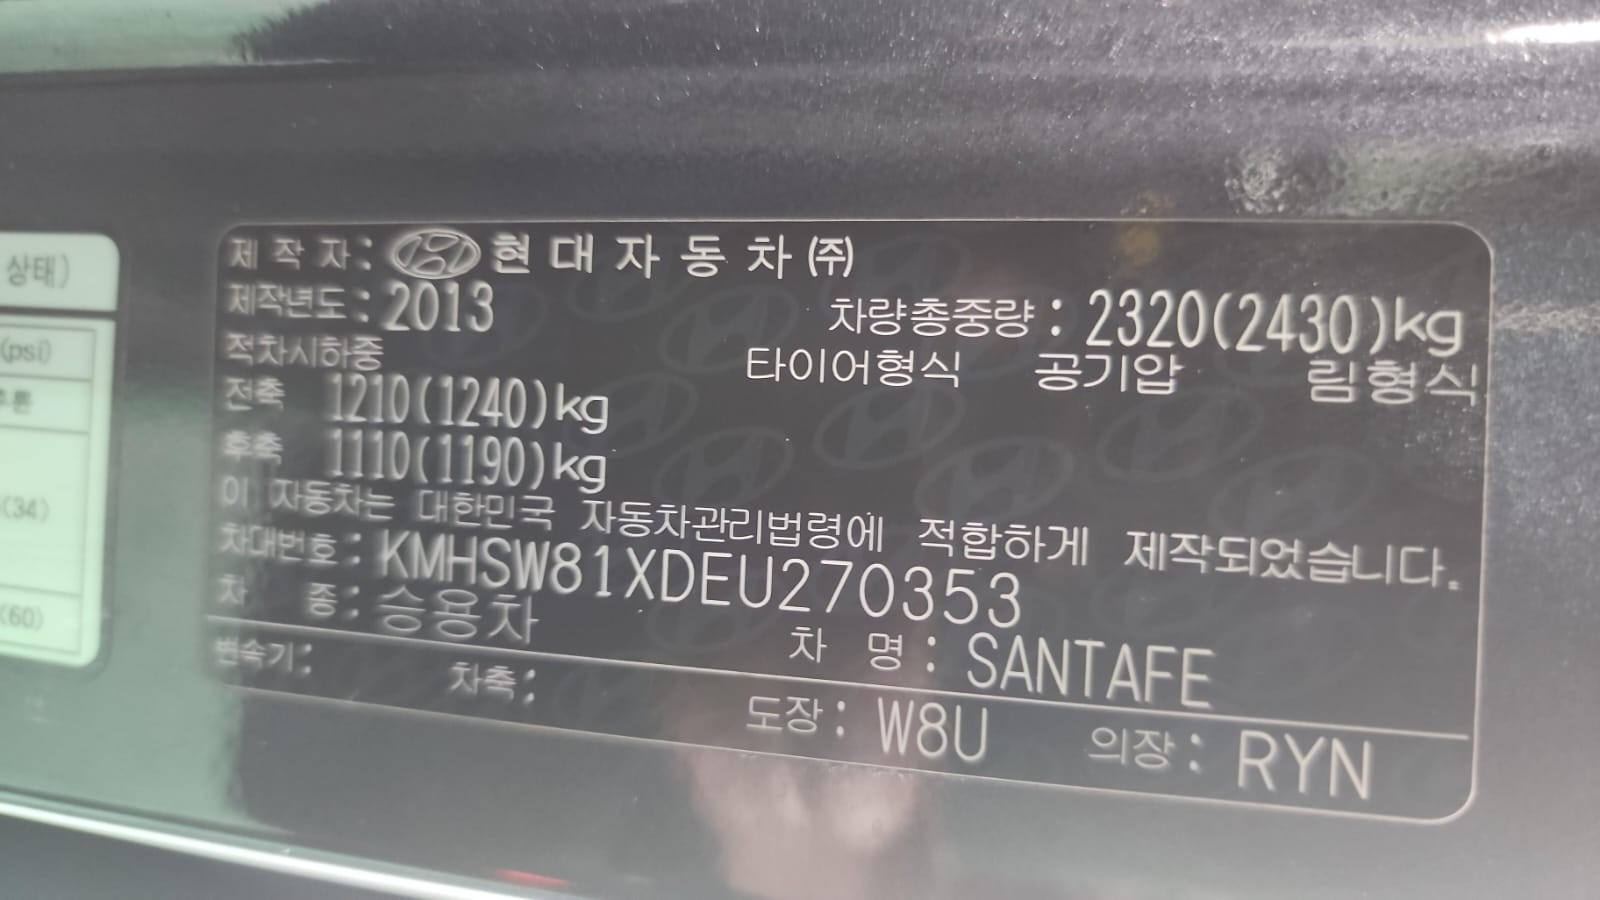 상태)
(psi)
(34)
(60)
제 작 자 : 현 대 자 동 차 ㈜
제작년도 : 2013 차량총중량 : 2320(2430)kg
적차시하중 타이어형식 공기압 림형식
전축 1210(1240)kg
후축 1110(1190)kg
이 자동차는 대한민국 자동차관리법령에 적합하게 제작되었습니다.
차대번호 : KMHSW81XDEU270353
차 종 : 승용차 차 명 : SANTAFE
변속기 : 차축 : 도장 : W8U 의장 : RYN